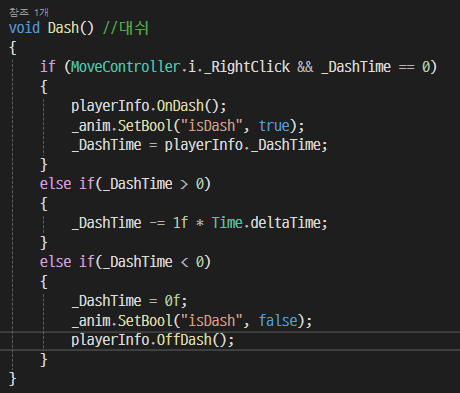 참조 1개
void Dash() //대쉬
{
if (MoveController.i._RightClick && _DashTime == 0)
{
playerInfo.OnDash();
_anim.SetBool("isDash", true);
_DashTime = playerInfo._DashTime;
}
else if(_DashTime > 0)
{
_DashTime -= 1f * Time.deltaTime;
}
else if(_DashTime < 0)
{
_DashTime = 0f;
_anim.SetBool("isDash", false);
playerInfo.OffDash();
}
}